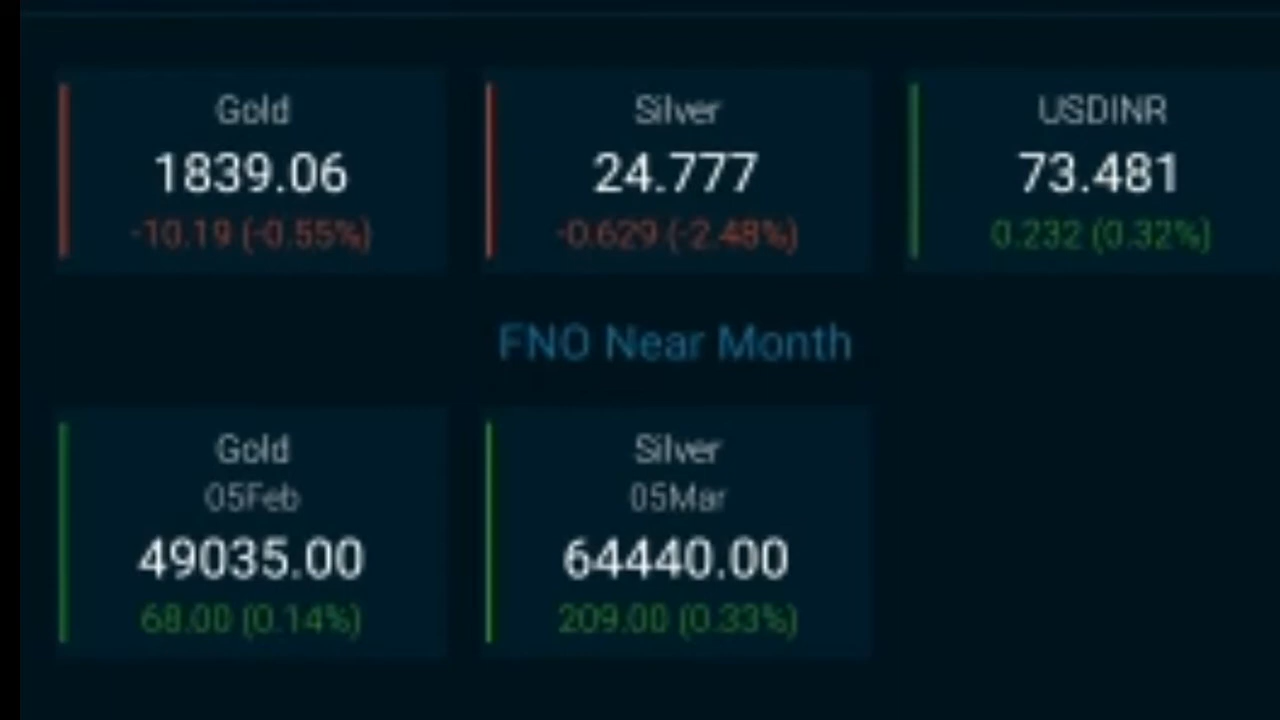 Gold
1839.06
-10.19 (-0.55%)
Silver
24.777
-0.629 (-2.48%)
USDINR
73.481
0.232 (0.32%)
FNO Near Month
Gold
05Feb
49035.00
68.00 (0.14%)
Silver
05Mar
64440.00
209.00 (0.33%)